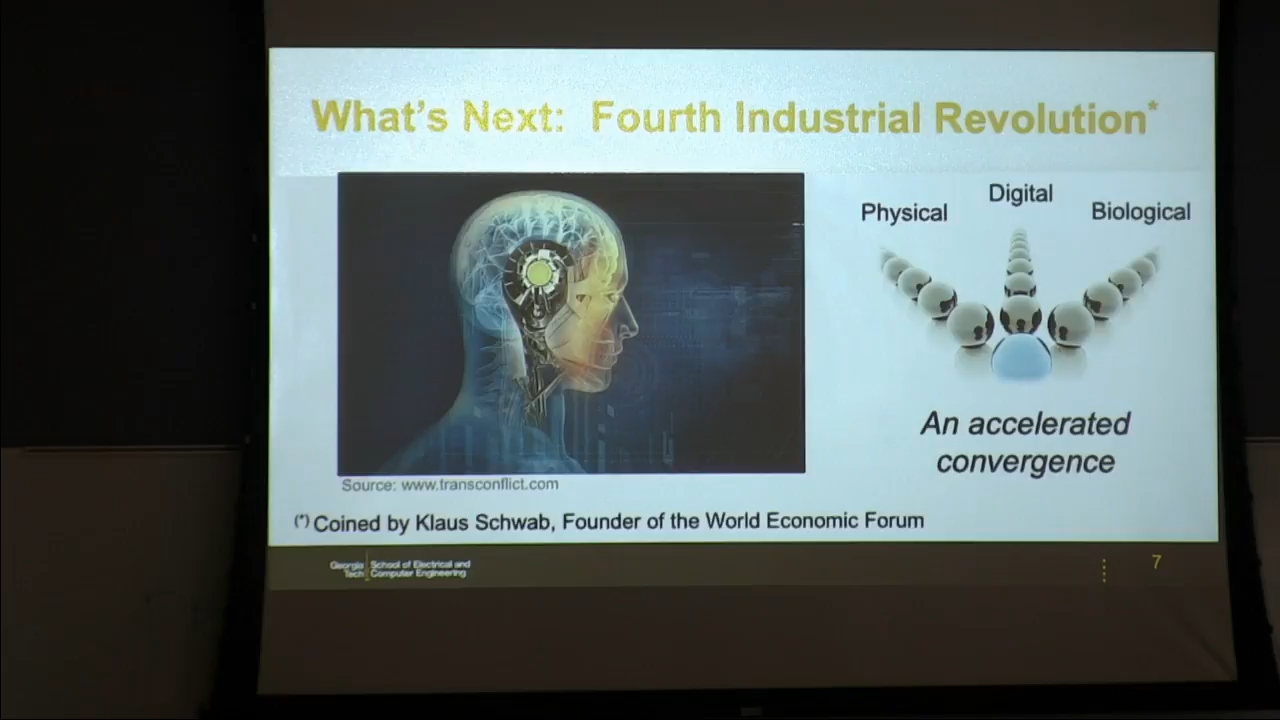 What's Next: Fourth Industrial Revolution*
Physical
Digital
Biological
An accelerated
convergence
Source: www.transconflict.com
(*) Coined by Klaus Schwab, Founder of the World Economic Forum
Georgia
Tech
School of Electrical and
Computer Engineering
7